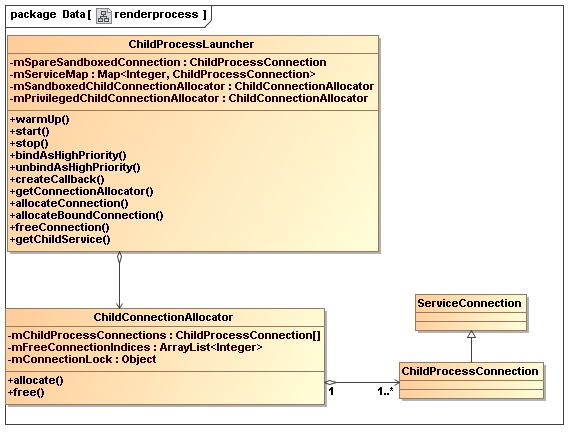 package Data [ renderprocess ]
ChildProcessLauncher
-mSpareSandboxedConnection : ChildProcessConnection
-mServiceMap : Map<Integer, ChildProcessConnection>
-mSandboxedChildConnectionAllocator : ChildConnectionAllocator
-mPrivilegedChildConnectionAllocator : ChildConnectionAllocator
+warmUp()
+start()
+stop()
+bindAsHighPriority()
+unbindAsHighPriority()
+createCallback()
+getConnectionAllocator()
+allocateConnection()
+allocateBoundConnection()
+freeConnection()
+getChildService()
ChildConnectionAllocator
-mChildProcessConnections : ChildProcessConnection[]
-mFreeConnectionIndices : ArrayList<Integer>
-mConnectionLock : Object
+allocate()
+free()
1
1..*
ServiceConnection
ChildProcessConnection